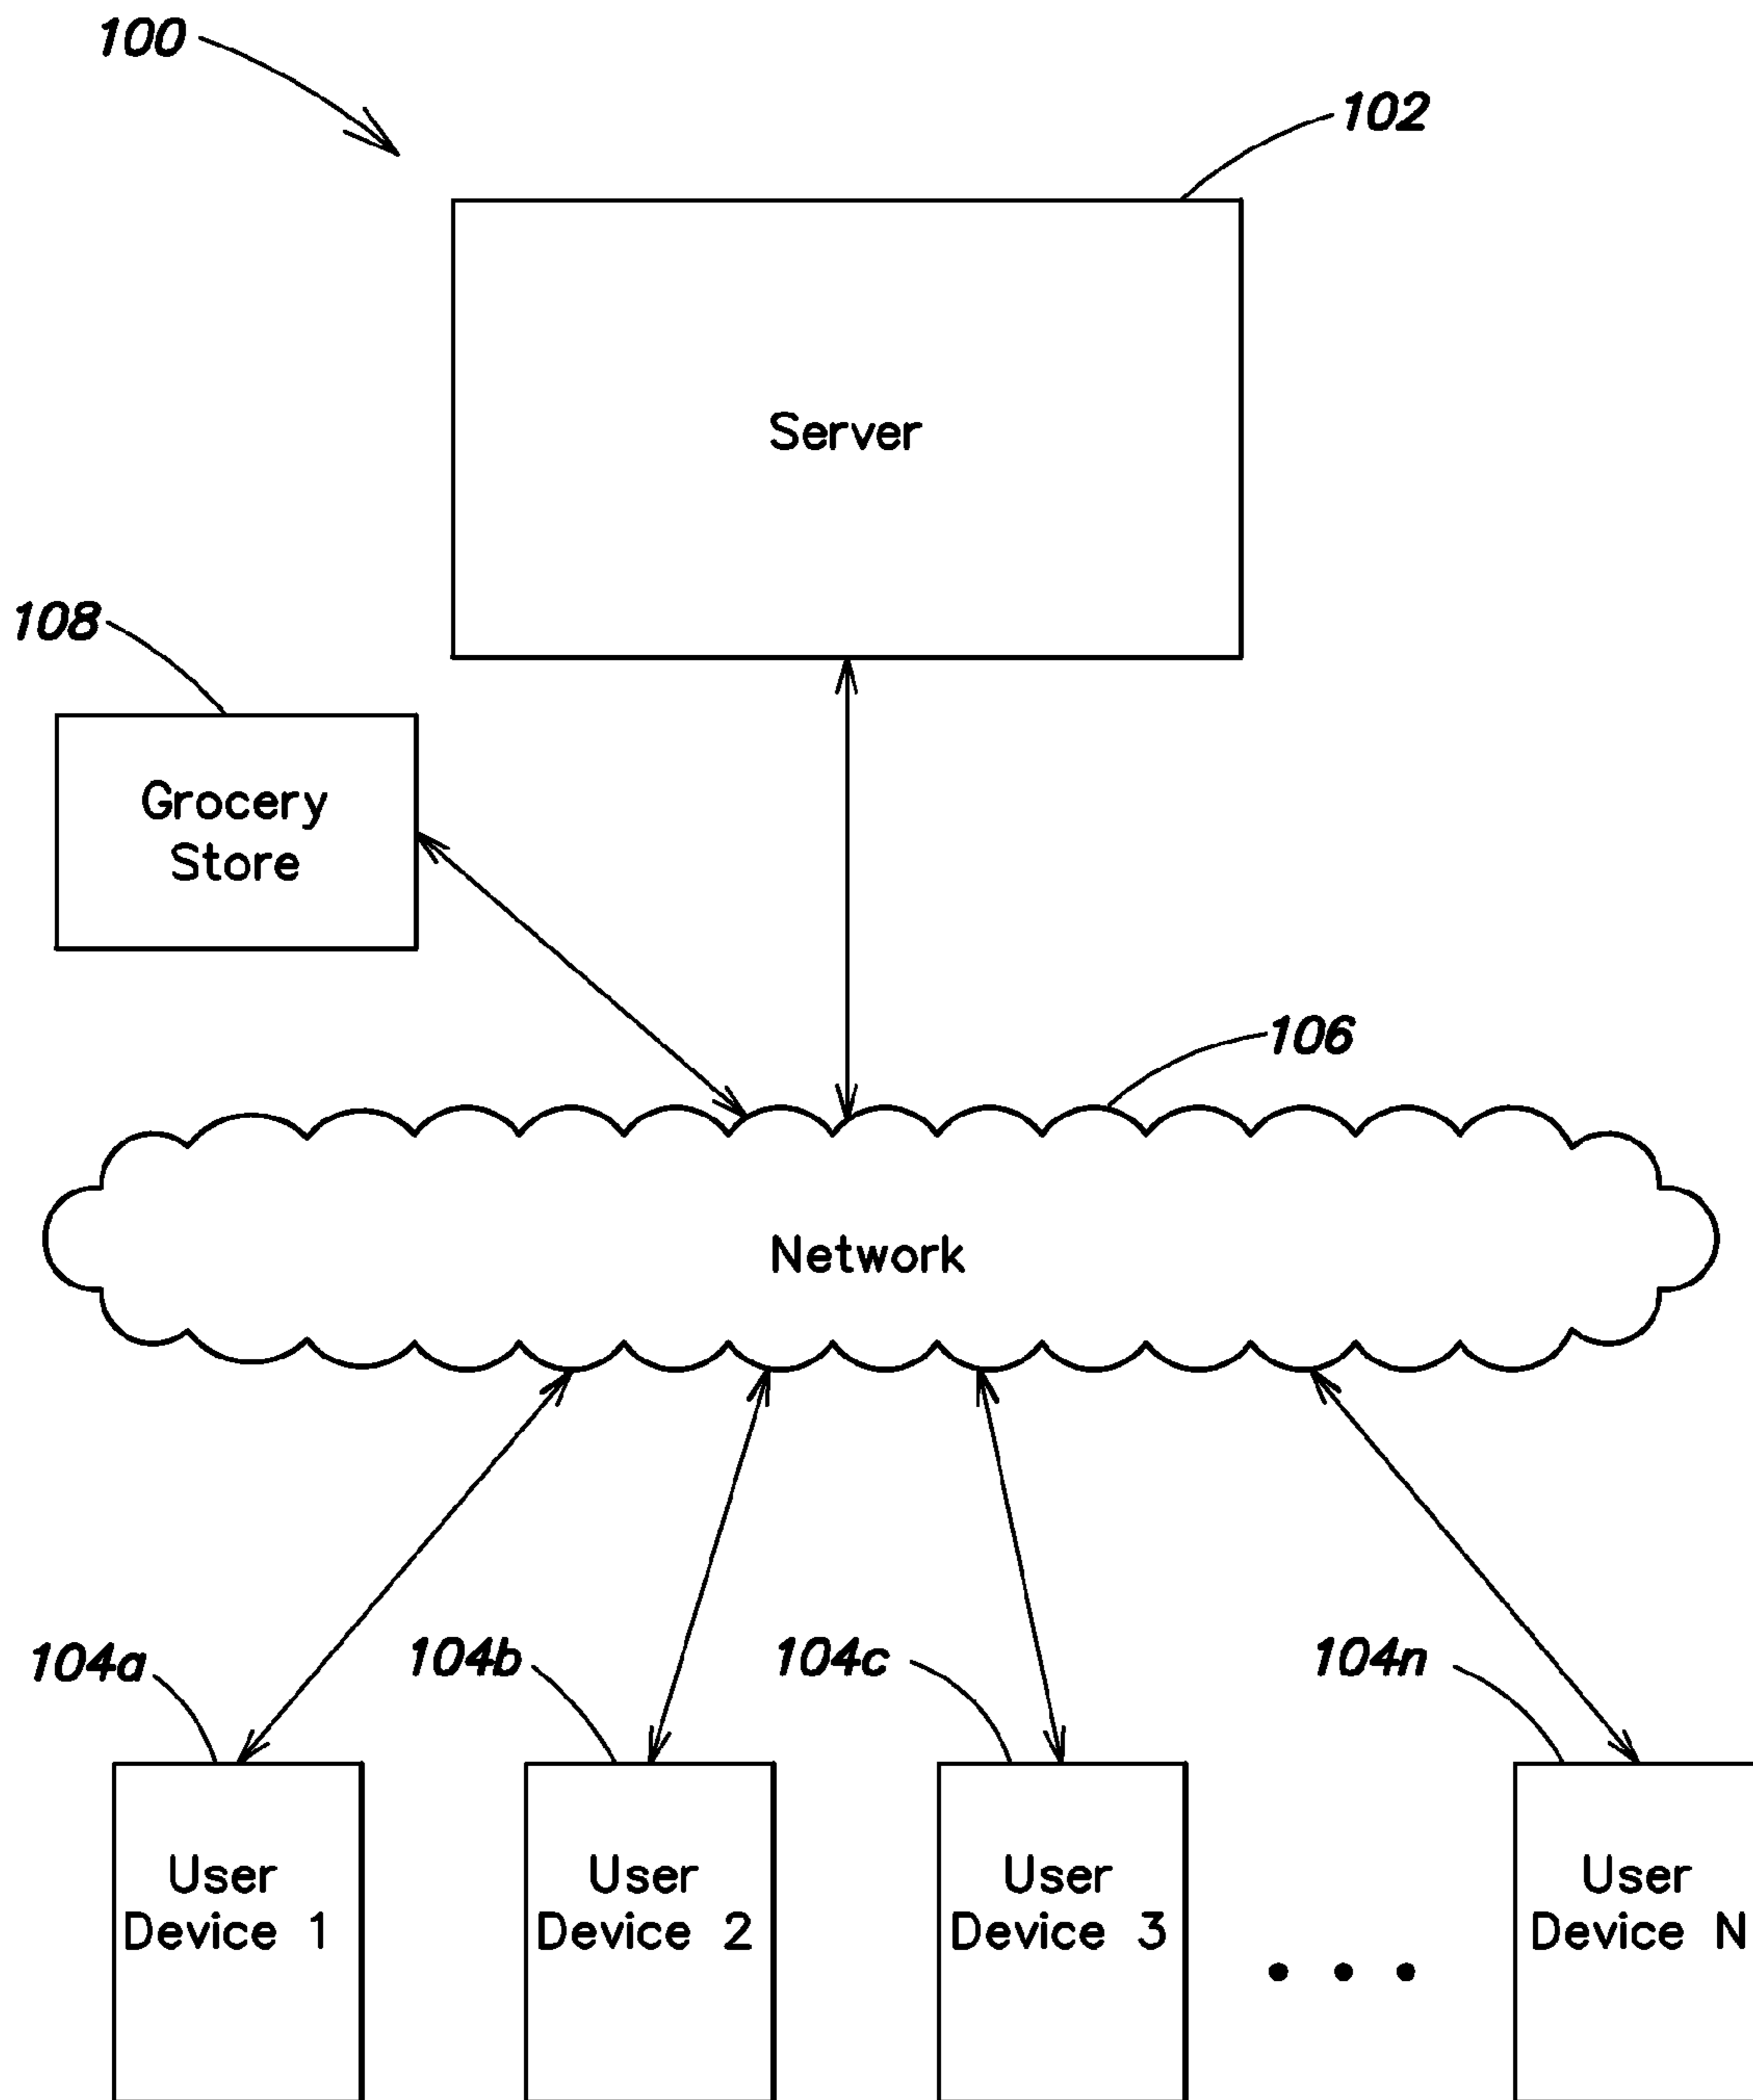 100
102
Server
108
Grocery
Store
106
Network
104a
104b
104c
104n
User
Device 1
User
Device 2
User
Device 3
User
Device N